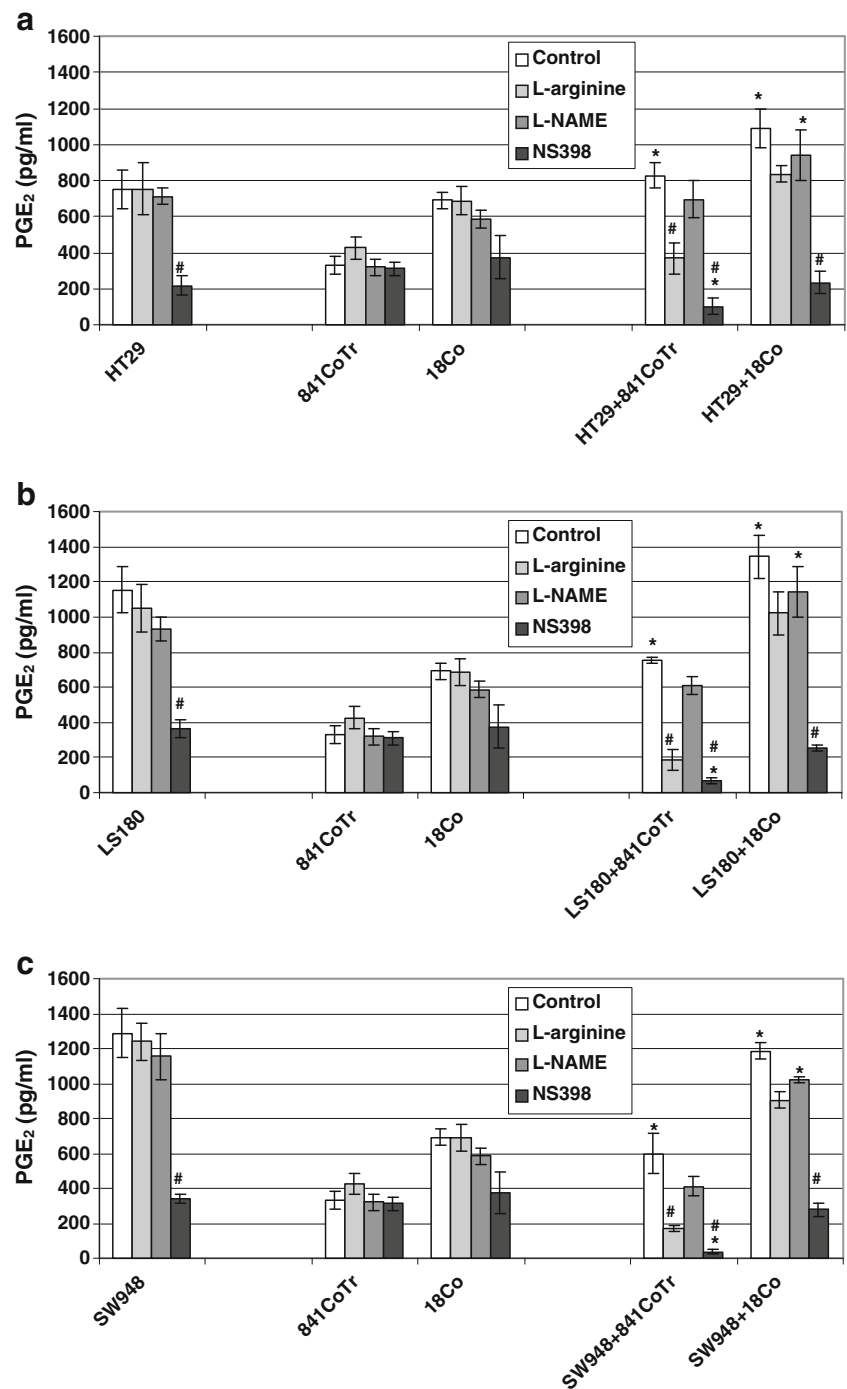 a
1600
1400
1200
1000
800
600
400
200
0
PGE₂ (pg/ml)
Control
L-arginine
L-NAME
NS398
*
*
*
#
#
#
*
#
HT29
841CoTr
18Co
HT29+841CoTr
HT29+18Co
b
1600
1400
1200
1000
800
600
400
200
0
PGE₂ (pg/ml)
Control
L-arginine
L-NAME
NS398
*
*
*
#
#
#
*
#
LS180
841CoTr
18Co
LS180+841CoTr
LS180+18Co
c
1600
1400
1200
1000
800
600
400
200
0
PGE₂ (pg/ml)
Control
L-arginine
L-NAME
NS398
*
*
*
#
#
#
*
#
SW948
841CoTr
18Co
SW948+841CoTr
SW948+18Co